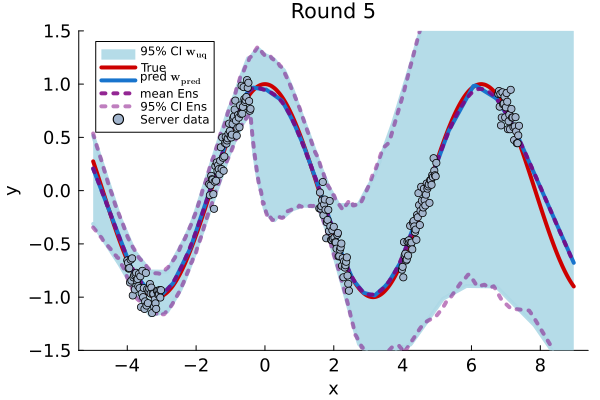 Round 5
1.5
1.0
0.5
0.0
−0.5
−1.0
−1.5
y
95% CI w_uq
True
pred w_pred
mean Ens
95% CI Ens
Server data
−4 −2 0 2 4 6 8
x